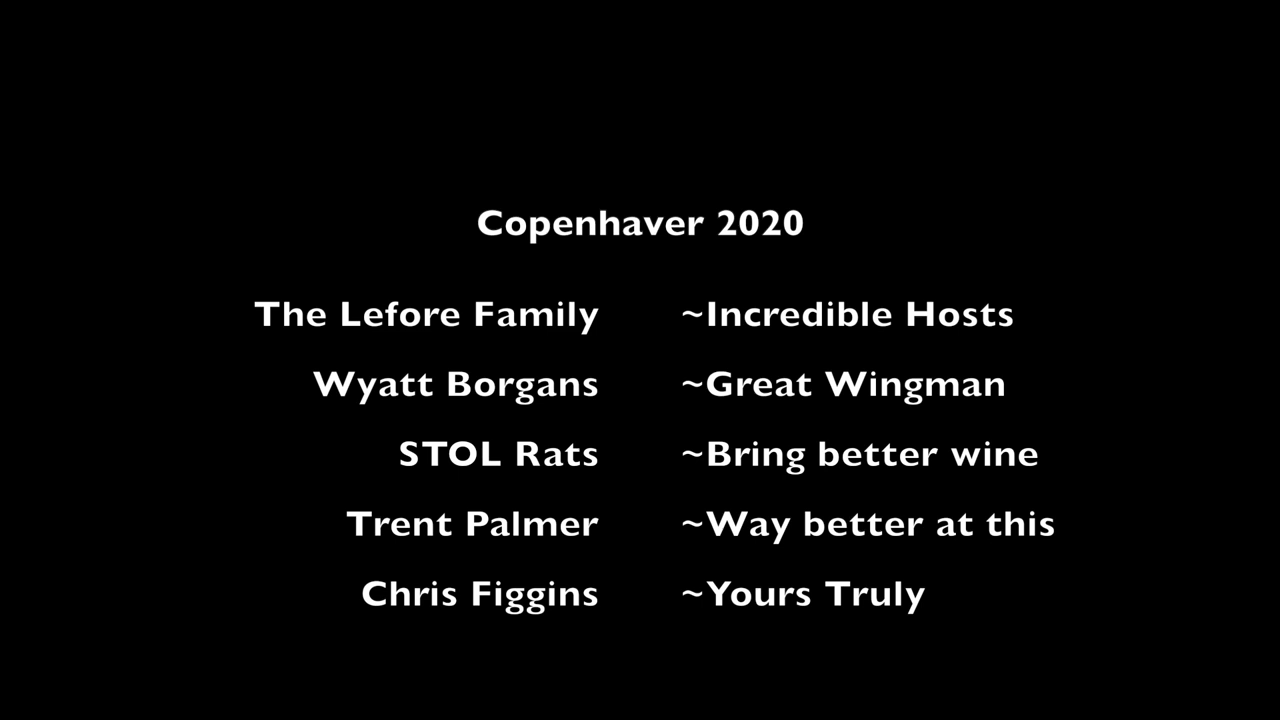 Copenhaver 2020
The Lefore Family ~Incredible Hosts
Wyatt Borgans ~Great Wingman
STOL Rats ~Bring better wine
Trent Palmer ~Way better at this
Chris Figgins ~Yours Truly